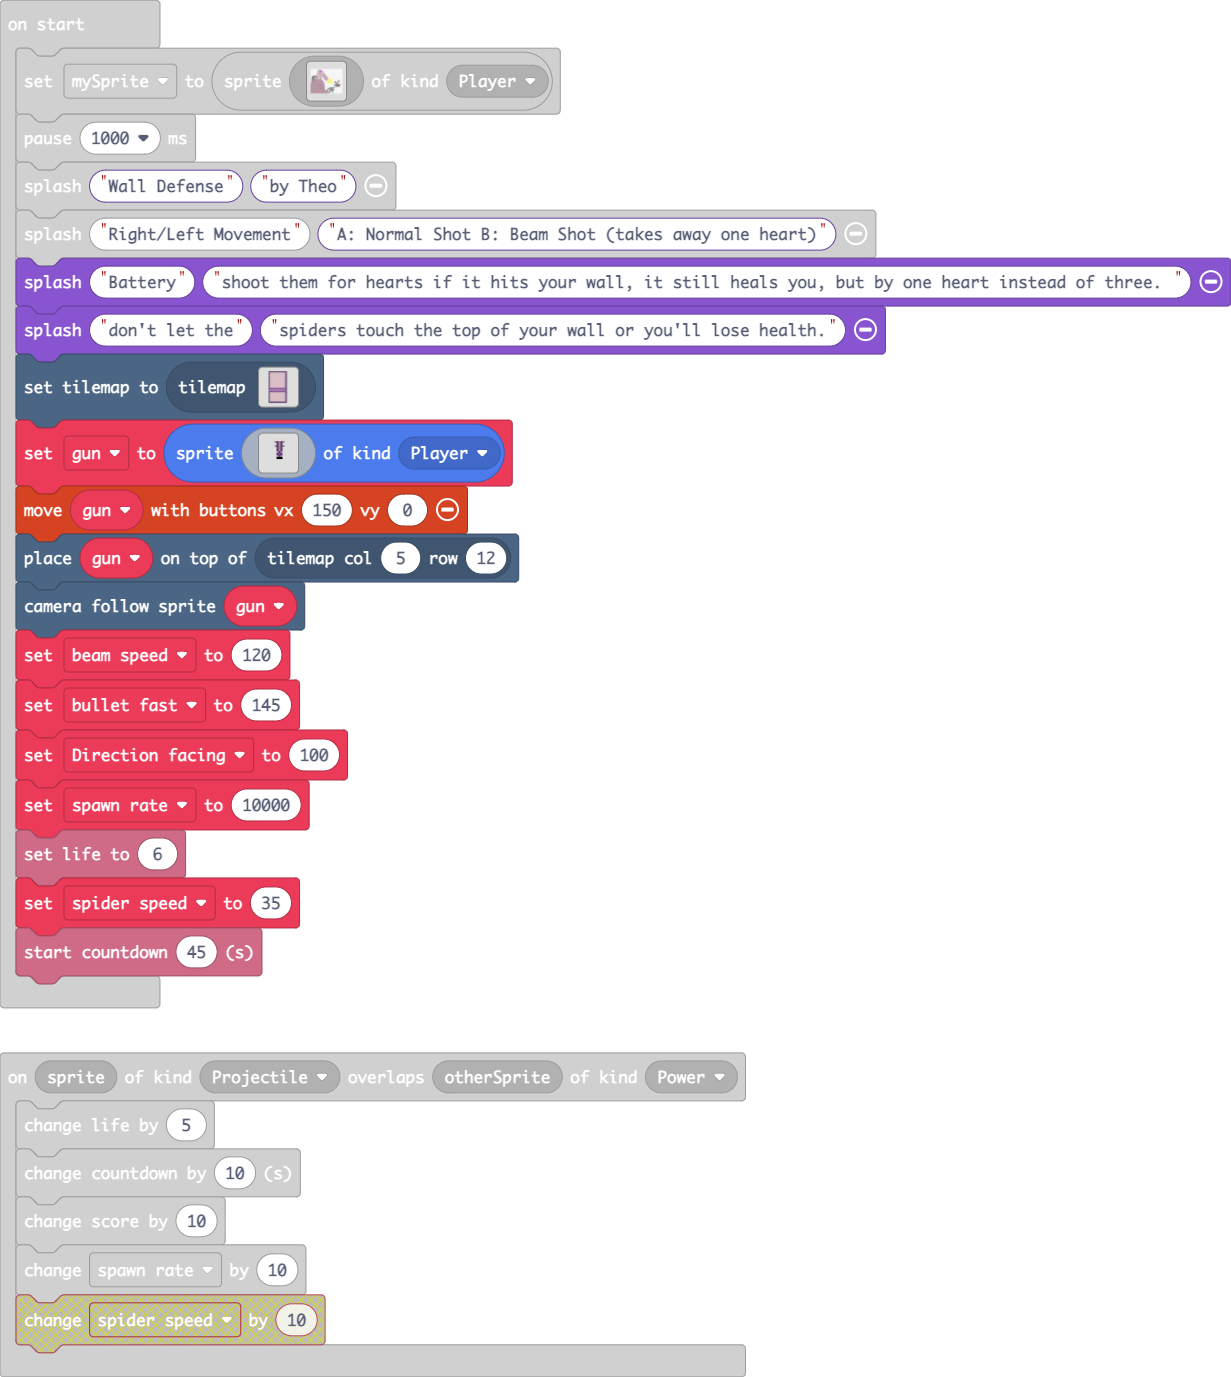 on start
set mySprite to sprite of kind Player
pause 1000 ms
splash "Wall Defense" "by Theo"
splash "Right/Left Movement" "A: Normal Shot B: Beam Shot (takes away one heart)"
splash "Battery" "shoot them for hearts if it hits your wall, it still heals you, but by one heart instead of three. "
splash "don't let the" "spiders touch the top of your wall or you'll lose health."
set tilemap to tilemap
set gun to sprite of kind Player
move gun with buttons vx 150 vy 0
place gun on top of tilemap col 5 row 12
camera follow sprite gun
set beam speed to 120
set bullet fast to 145
set Direction facing to 100
set spawn rate to 10000
set life to 6
set spider speed to 35
start countdown 45 (s)
on sprite of kind Projectile overlaps otherSprite of kind Power
change life by 5
change countdown by 10 (s)
change score by 10
change spawn rate by 10
change spider speed by 10